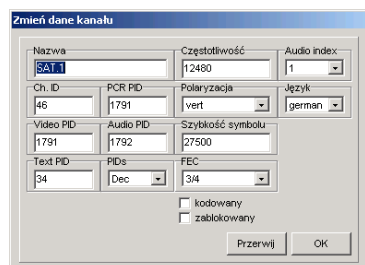 Zmień dane kanału
Nazwa Częstotliwość Audio index
SAT.1 12480 1
Ch. ID PCR PID Polaryzacja Język
46 1791 vert german
Video PID Audio PID Szybkość symbolu
1791 1792 27500
Text PID PIDs FEC
34 Dec 3/4
kodowany
zablokowany
Przerwij OK